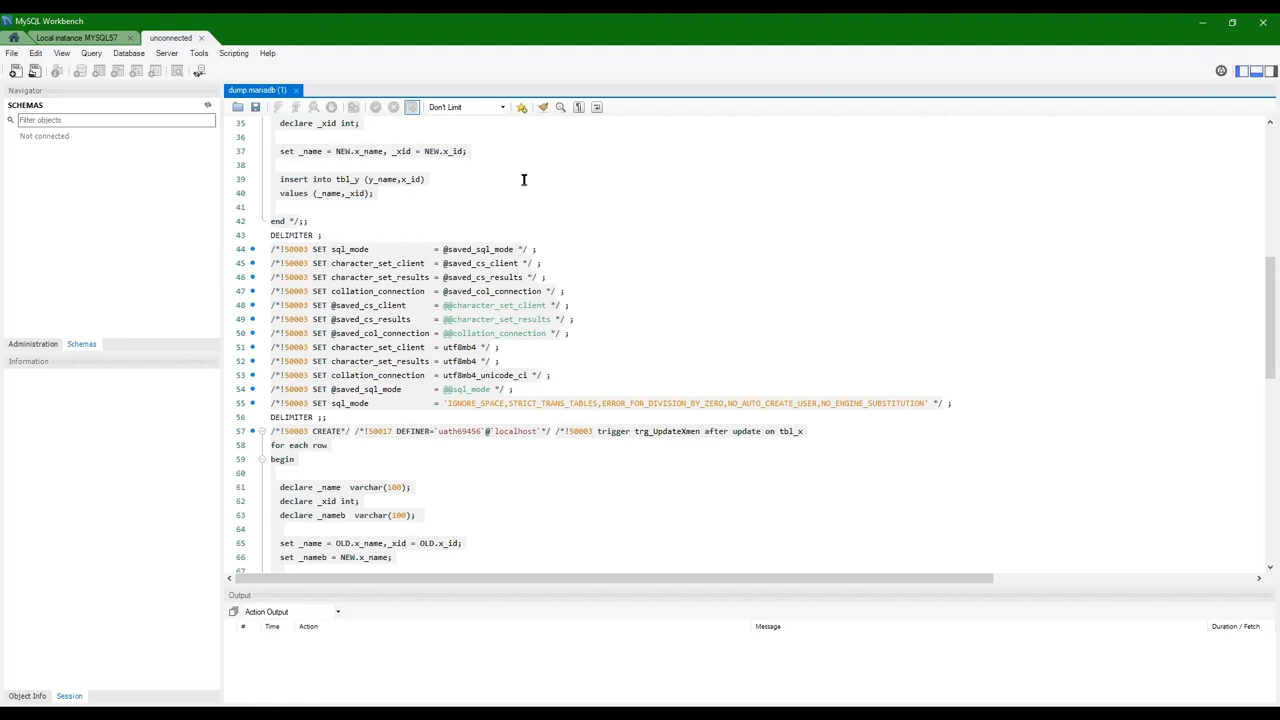 MySQL Workbench
Local instance MYSQL57 ×
unconnected ×
File Edit View Query Database Server Tools Scripting Help
Navigator
SCHEMAS
Filter objects
Not connected
Administration Schemas
Information
Object Info Session
dump.mariadb (1) ×
Don't Limit
35 declare _xid int;
36
37 set _name = NEW.x_name, _xid = NEW.x_id;
38
39 insert into tbl_y (y_name,x_id)
40 values (_name,_xid);
41
42 end */;;
43 DELIMITER ;
44 /*!50003 SET sql_mode = @saved_sql_mode */ ;
45 /*!50003 SET character_set_client = @saved_cs_client */ ;
46 /*!50003 SET character_set_results = @saved_cs_results */ ;
47 /*!50003 SET collation_connection = @saved_col_connection */ ;
48 /*!50003 SET @saved_cs_client = @@character_set_client */ ;
49 /*!50003 SET @saved_cs_results = @@character_set_results */ ;
50 /*!50003 SET @saved_col_connection = @@collation_connection */ ;
51 /*!50003 SET character_set_client = utf8mb4 */ ;
52 /*!50003 SET character_set_results = utf8mb4 */ ;
53 /*!50003 SET collation_connection = utf8mb4_unicode_ci */ ;
54 /*!50003 SET @saved_sql_mode = @@sql_mode */ ;
55 /*!50003 SET sql_mode = 'IGNORE_SPACE,STRICT_TRANS_TABLES,ERROR_FOR_DIVISION_BY_ZERO,NO_AUTO_CREATE_USER,NO_ENGINE_SUBSTITUTION' */ ;
56 DELIMITER ;;
57 /*!50003 CREATE*/ /*!50017 DEFINER=`uath69456`@`localhost`*/ /*!50003 trigger trg_UpdateXmen after update on tbl_x
58 for each row
59 begin
60
61 declare _name varchar(100);
62 declare _xid int;
63 declare _nameb varchar(100);
64
65 set _name = OLD.x_name,_xid = OLD.x_id;
66 set _nameb = NEW.x_name;
67
Output
Action Output
# Time Action Message Duration / Fetch